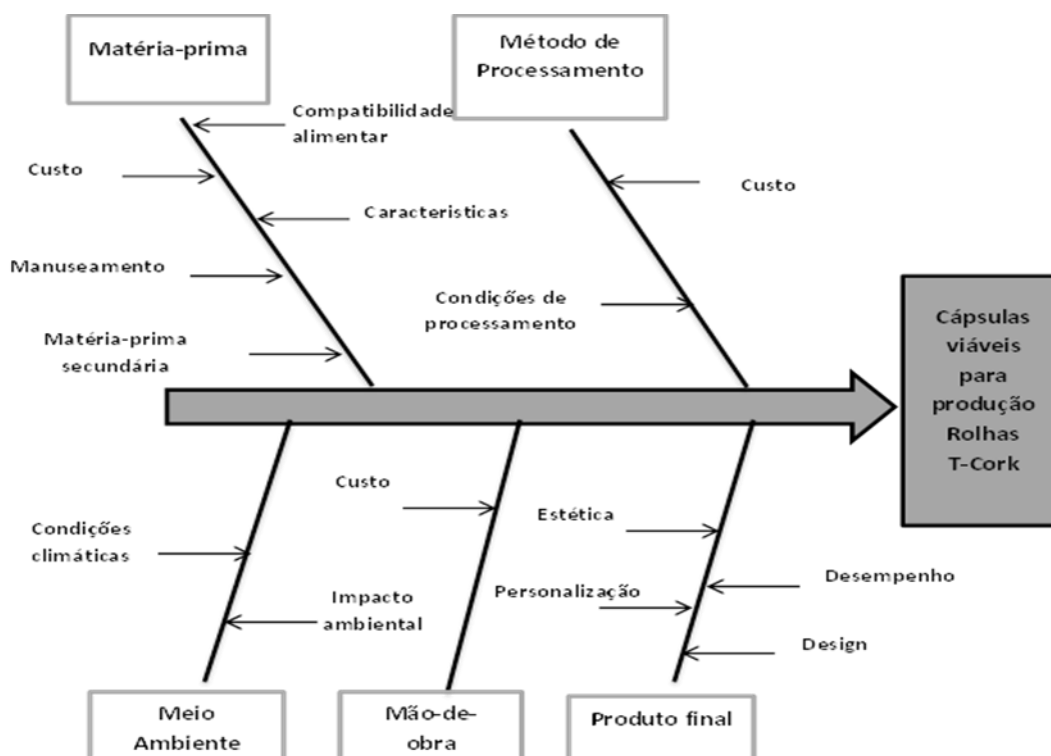 Matéria-prima
Método de
Processamento
Compatibilidade
alimentar
Custo
Custo
Caracteristicas
Manuseamento
Condições de
processamento
Matéria-prima
secundária
Cápsulas
viáveis
para
produção
Rolhas
T-Cork
Custo
Estética
Condições
climáticas
Desempenho
Personalização
Impacto
ambiental
Design
Meio
Ambiente
Mão-de-
obra
Produto final